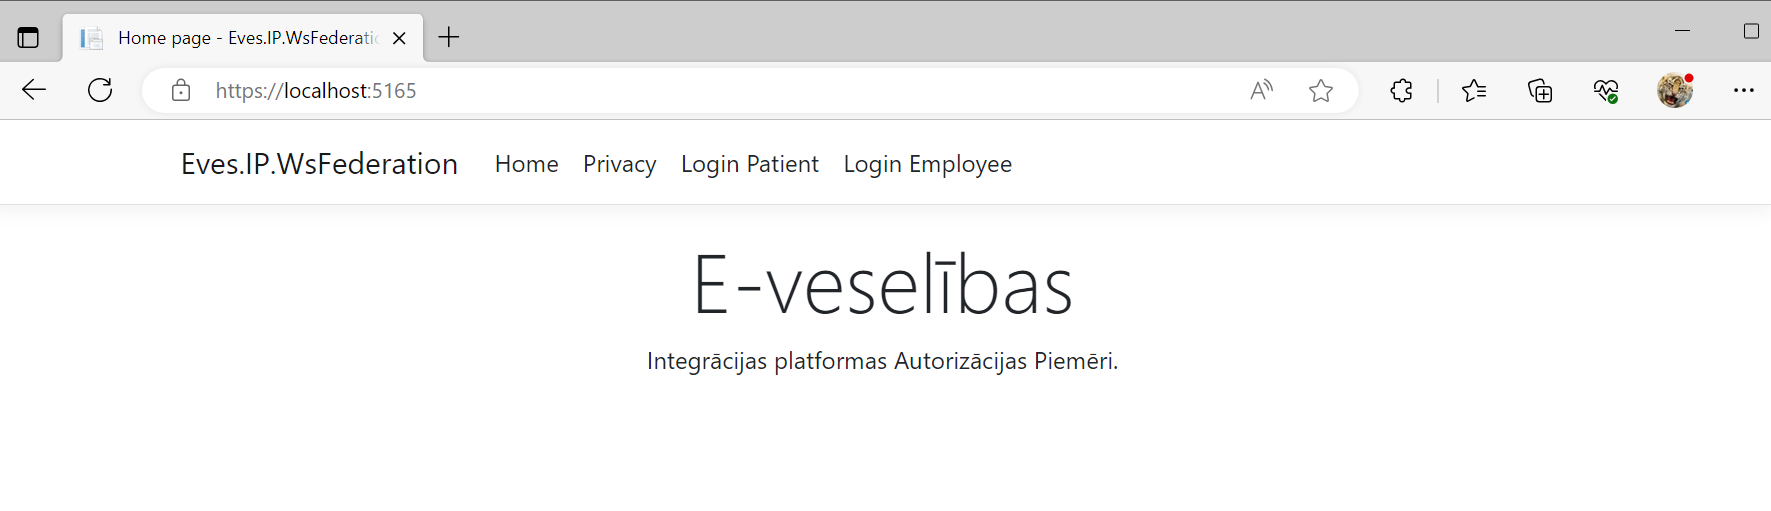 Home page - Eves.IP.WsFederatic
https://localhost:5165
Eves.IP.WsFederation Home Privacy Login Patient Login Employee
E-veselības
Integrācijas platformas Autorizācijas Piemēri.